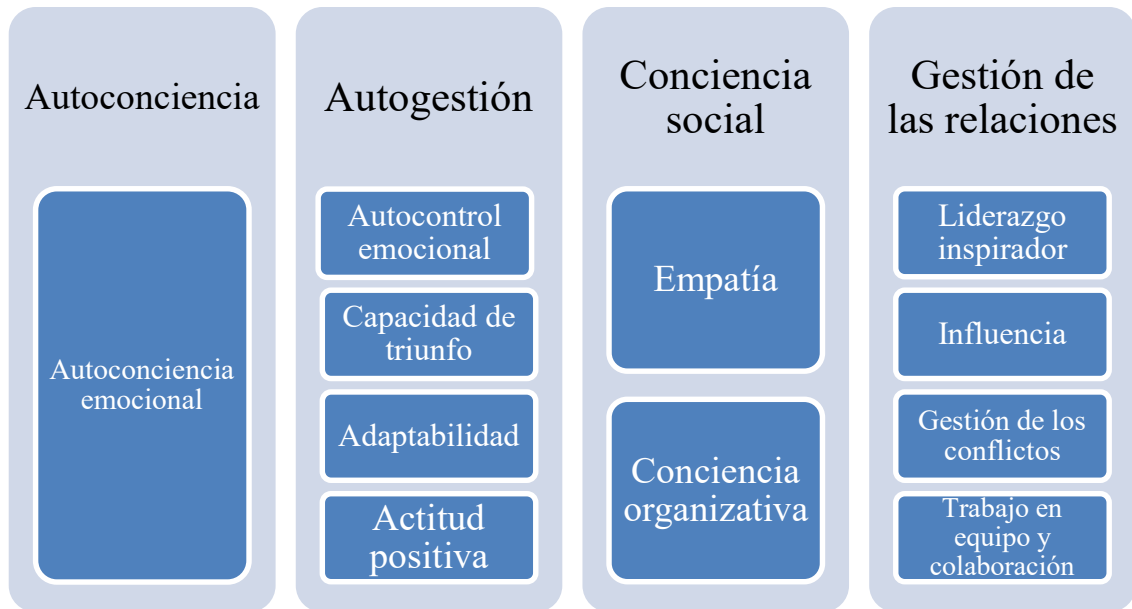 Autoconciencia
Autoconciencia
emocional
Autogestión
Autocontrol
emocional
Capacidad de
triunfo
Adaptabilidad
Actitud
positiva
Conciencia
social
Empatía
Conciencia
organizativa
Gestión de
las relaciones
Liderazgo
inspirador
Influencia
Gestión de los
conflictos
Trabajo en
equipo y
colaboración